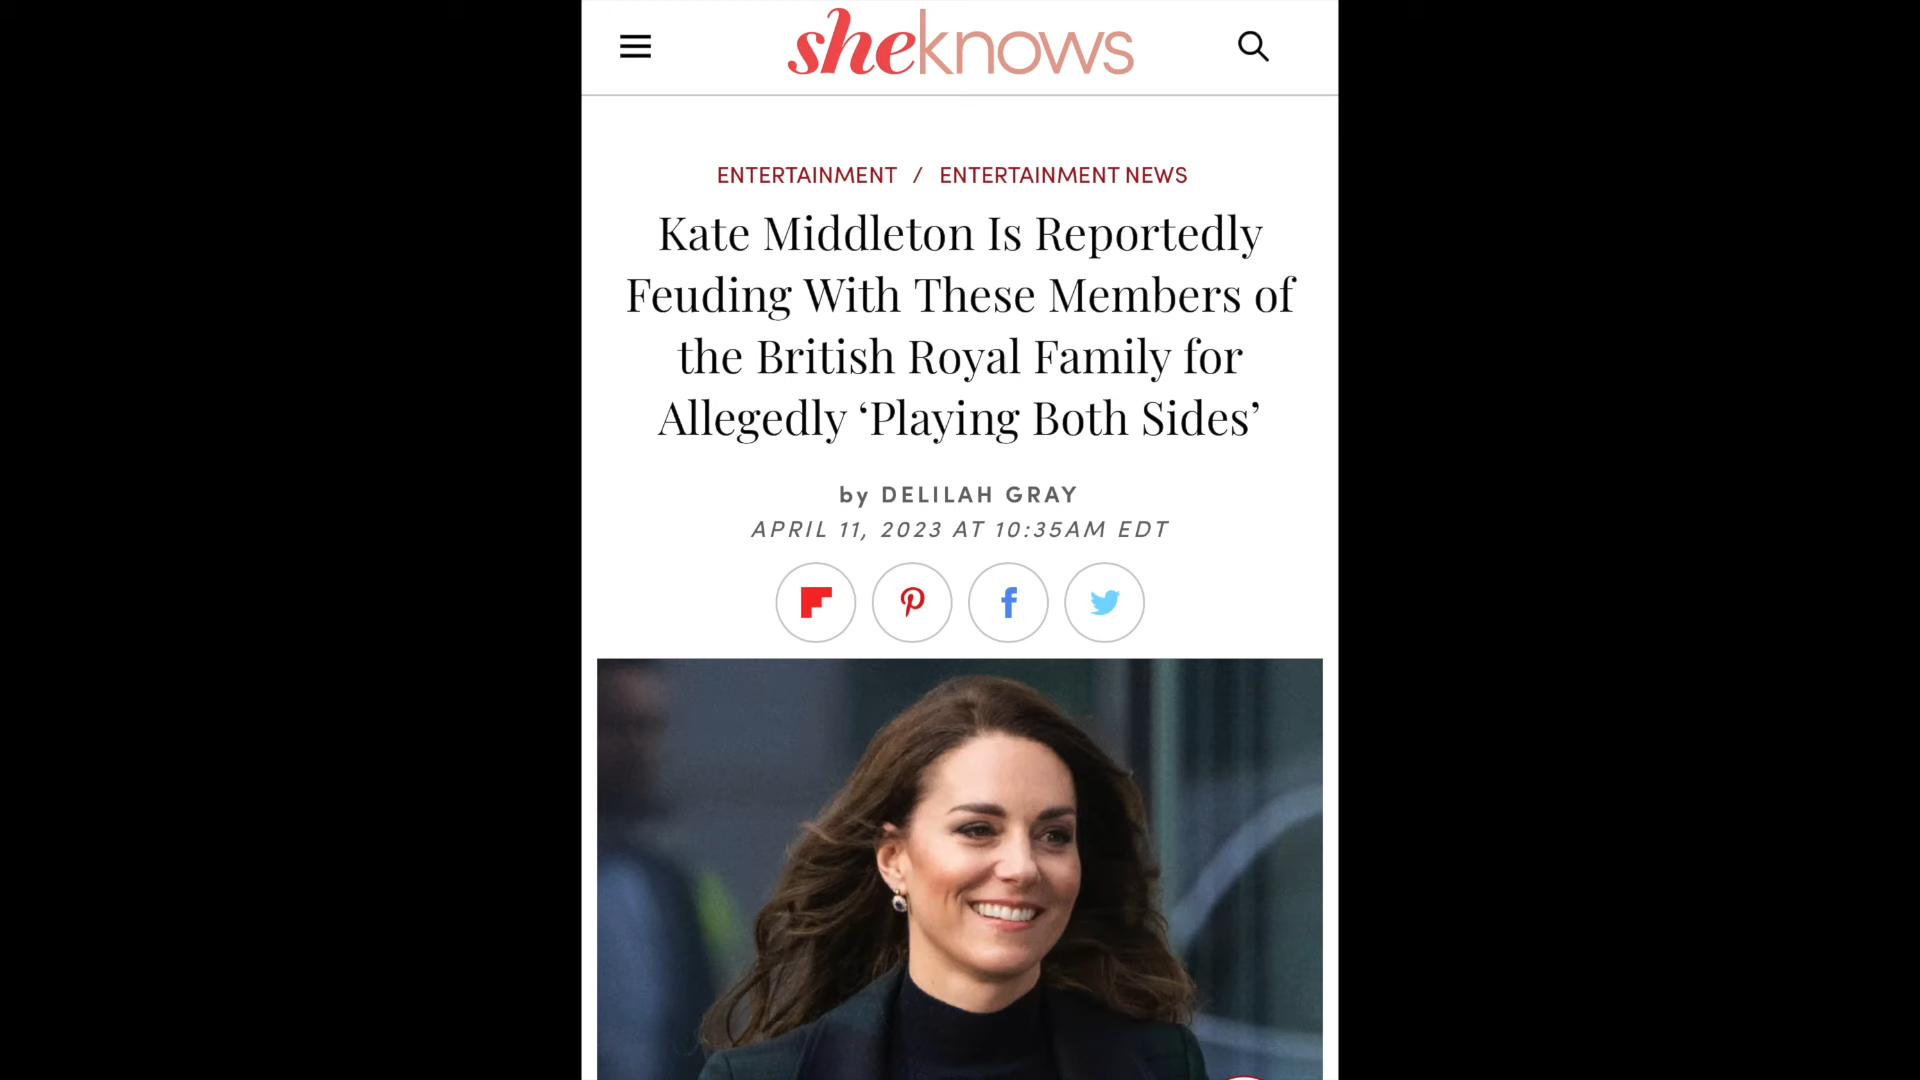 sheknows
ENTERTAINMENT / ENTERTAINMENT NEWS
Kate Middleton Is Reportedly
Feuding With These Members of
the British Royal Family for
Allegedly ‘Playing Both Sides’
by DELILAH GRAY
APRIL 11, 2023 AT 10:35AM EDT